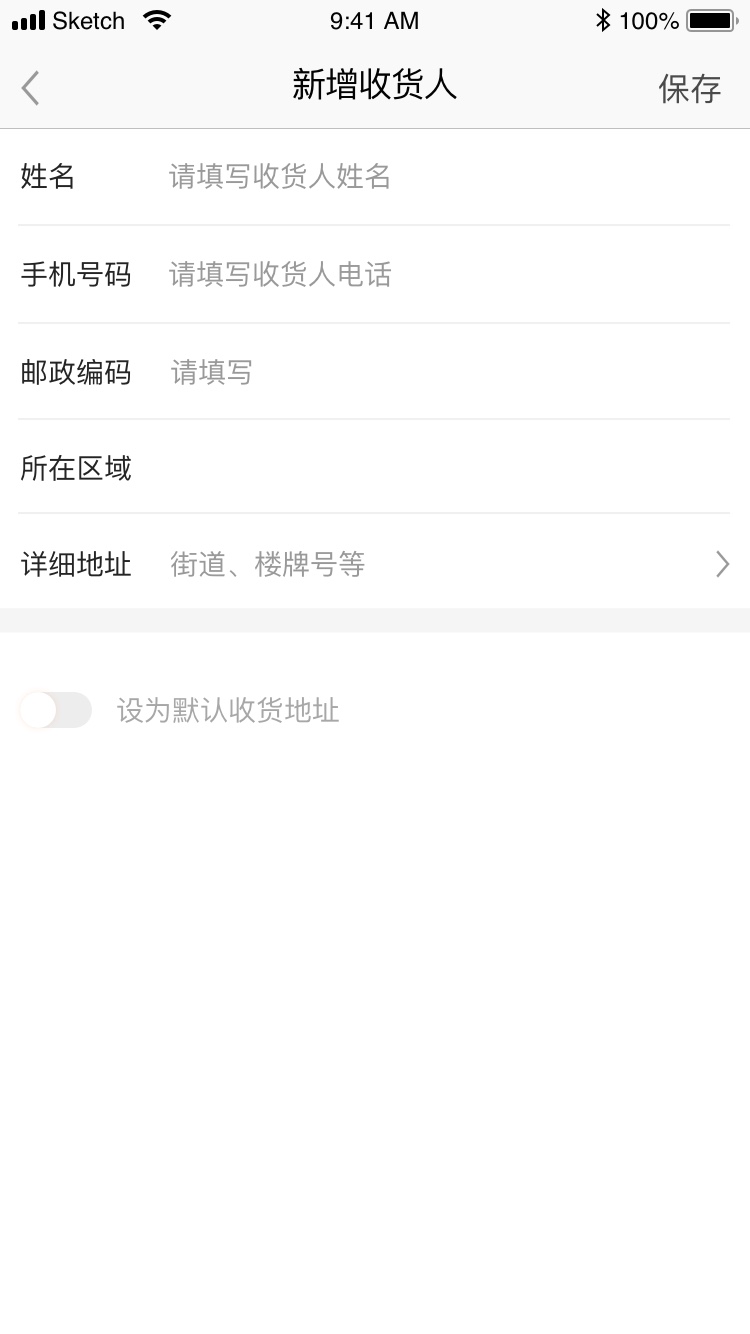 Sketch 9:41 AM 100%
新增收货人 保存
姓名 请填写收货人姓名
手机号码 请填写收货人电话
邮政编码 请填写
所在区域
详细地址 街道、楼牌号等
设为默认收货地址